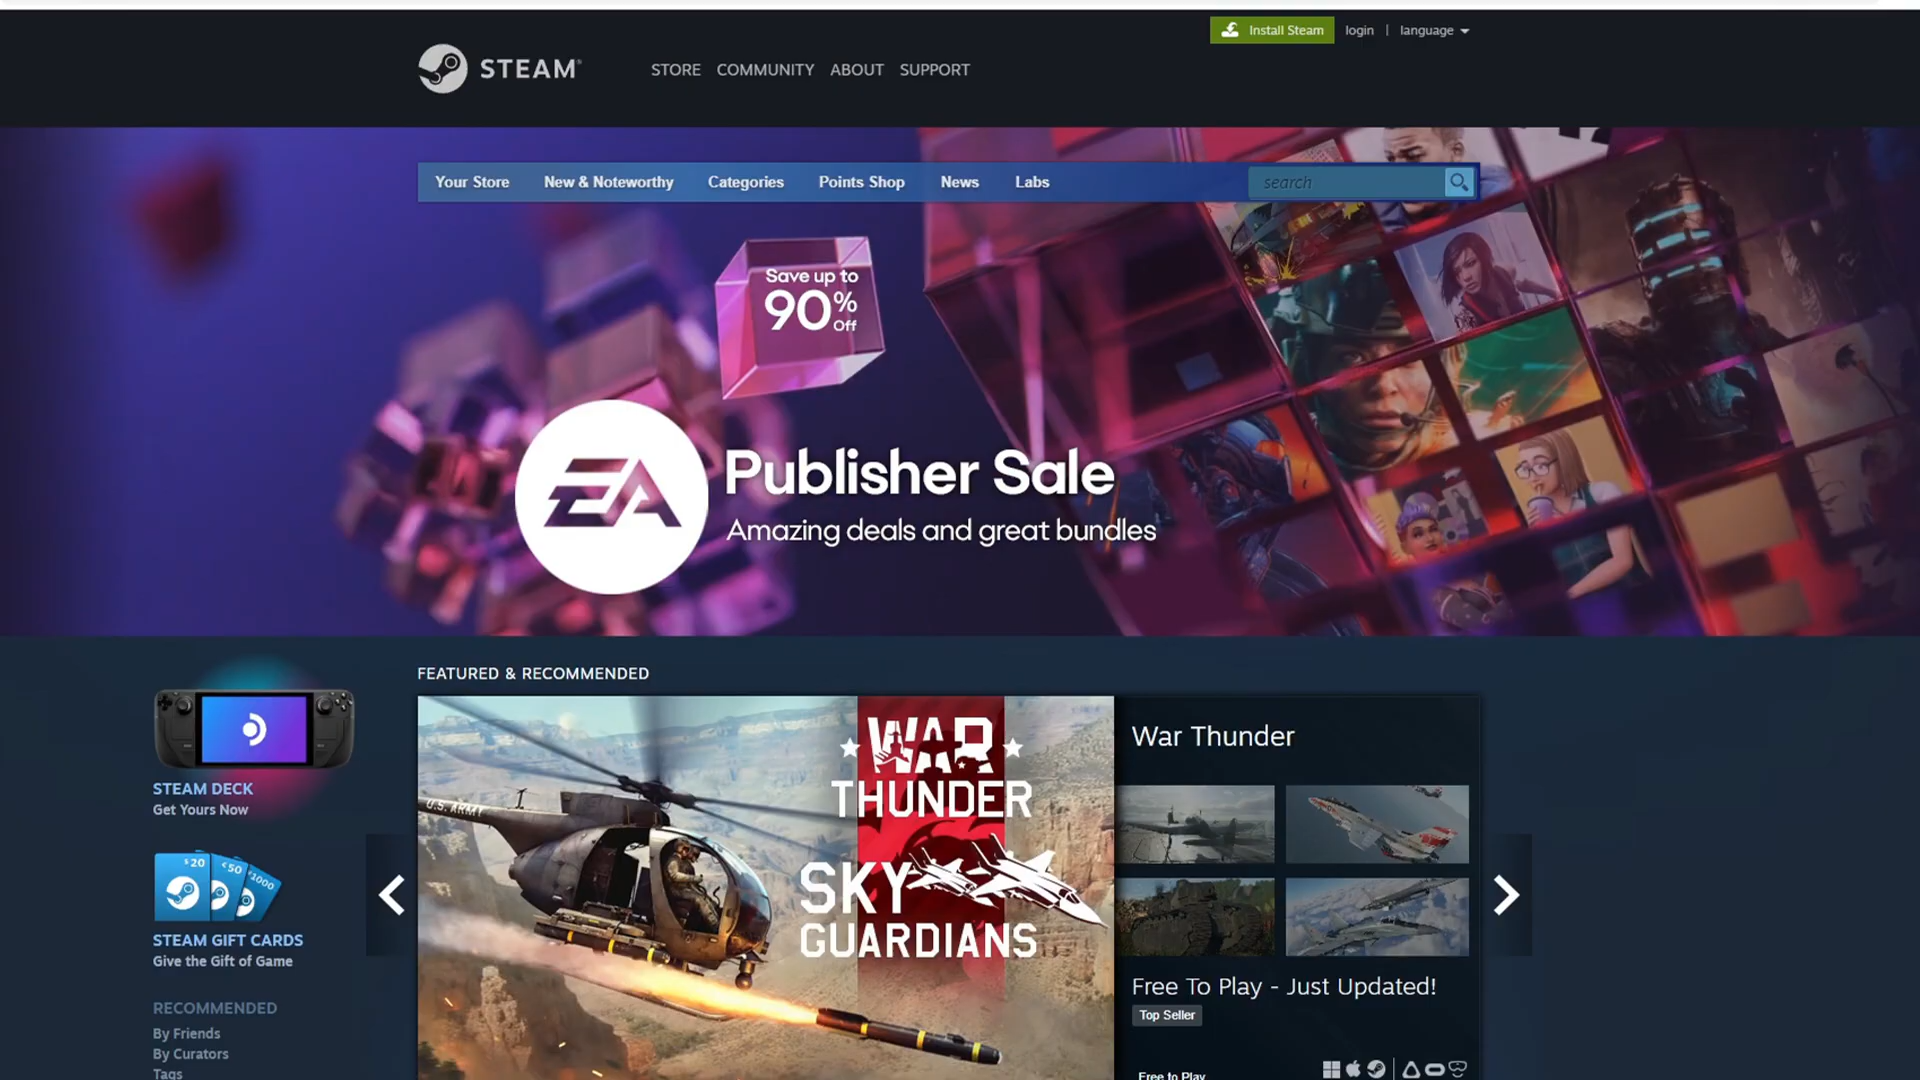 Install Steam
login
|
language
STEAM®
STORE
COMMUNITY
ABOUT
SUPPORT
Your Store
New & Noteworthy
Categories
Points Shop
News
Labs
search
Save up to
90%
Off
EA
Publisher Sale
Amazing deals and great bundles
FEATURED & RECOMMENDED
STEAM DECK
Get Yours Now
$20
€50
¥1000
STEAM GIFT CARDS
Give the Gift of Game
RECOMMENDED
By Friends
By Curators
Tags
U.S. ARMY
WAR
THUNDER
SKY
GUARDIANS
War Thunder
Free To Play - Just Updated!
Top Seller
Free to Play